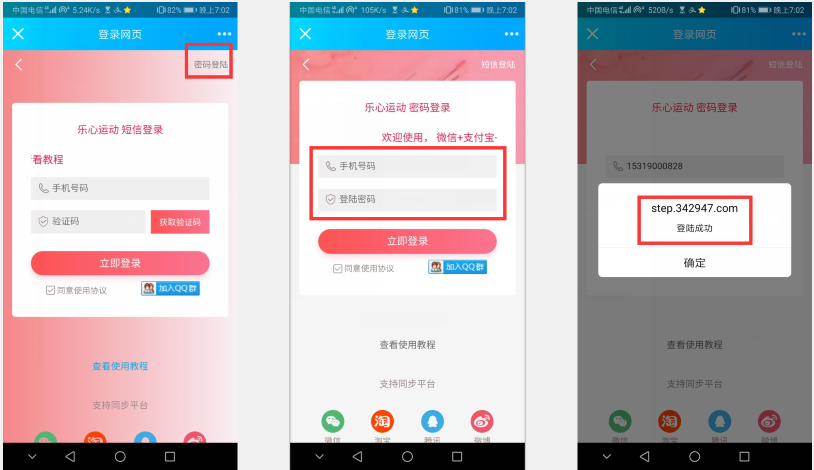 中国电信 5.24K/s 82% 晚上7:02
登录网页
密码登陆
乐心运动 短信登录
看教程
手机号码
验证码
获取验证码
立即登录
同意使用协议
加入QQ群
查看使用教程
支持同步平台
淘
中国电信 105K/s 81% 晚上7:02
登录网页
短信登陆
乐心运动 密码登录
欢迎使用， 微信+支付宝-
手机号码
登陆密码
立即登录
同意使用协议
加入QQ群
查看使用教程
支持同步平台
淘
微信 淘宝 腾讯 微博
中国电信 520B/s 81% 晚上7:02
登录网页
短信登陆
乐心运动 密码登录
15319000828
step.342947.com
登陆成功
确定
查看使用教程
支持同步平台
淘
微信 淘宝 腾讯 微博